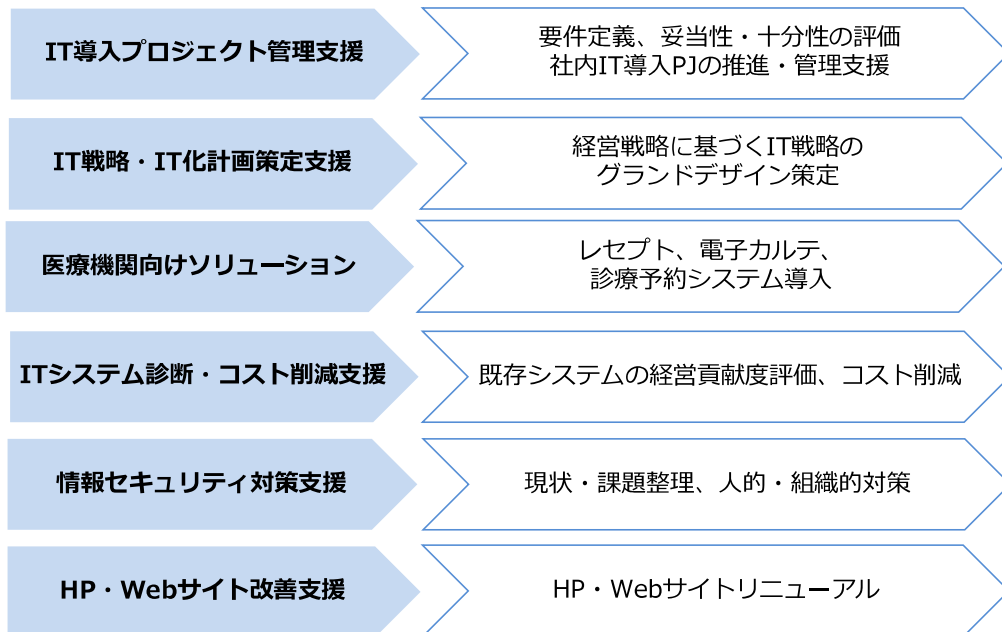 IT導入プロジェクト管理支援
要件定義、妥当性・十分性の評価
社内IT導入PJの推進・管理支援
IT戦略・IT化計画策定支援
経営戦略に基づくIT戦略の
グランドデザイン策定
医療機関向けソリューション
レセプト、電子カルテ、
診療予約システム導入
ITシステム診断・コスト削減支援
既存システムの経営貢献度評価、コスト削減
情報セキュリティ対策支援
現状・課題整理、人的・組織的対策
HP・Webサイト改善支援
HP・Webサイトリニューアル